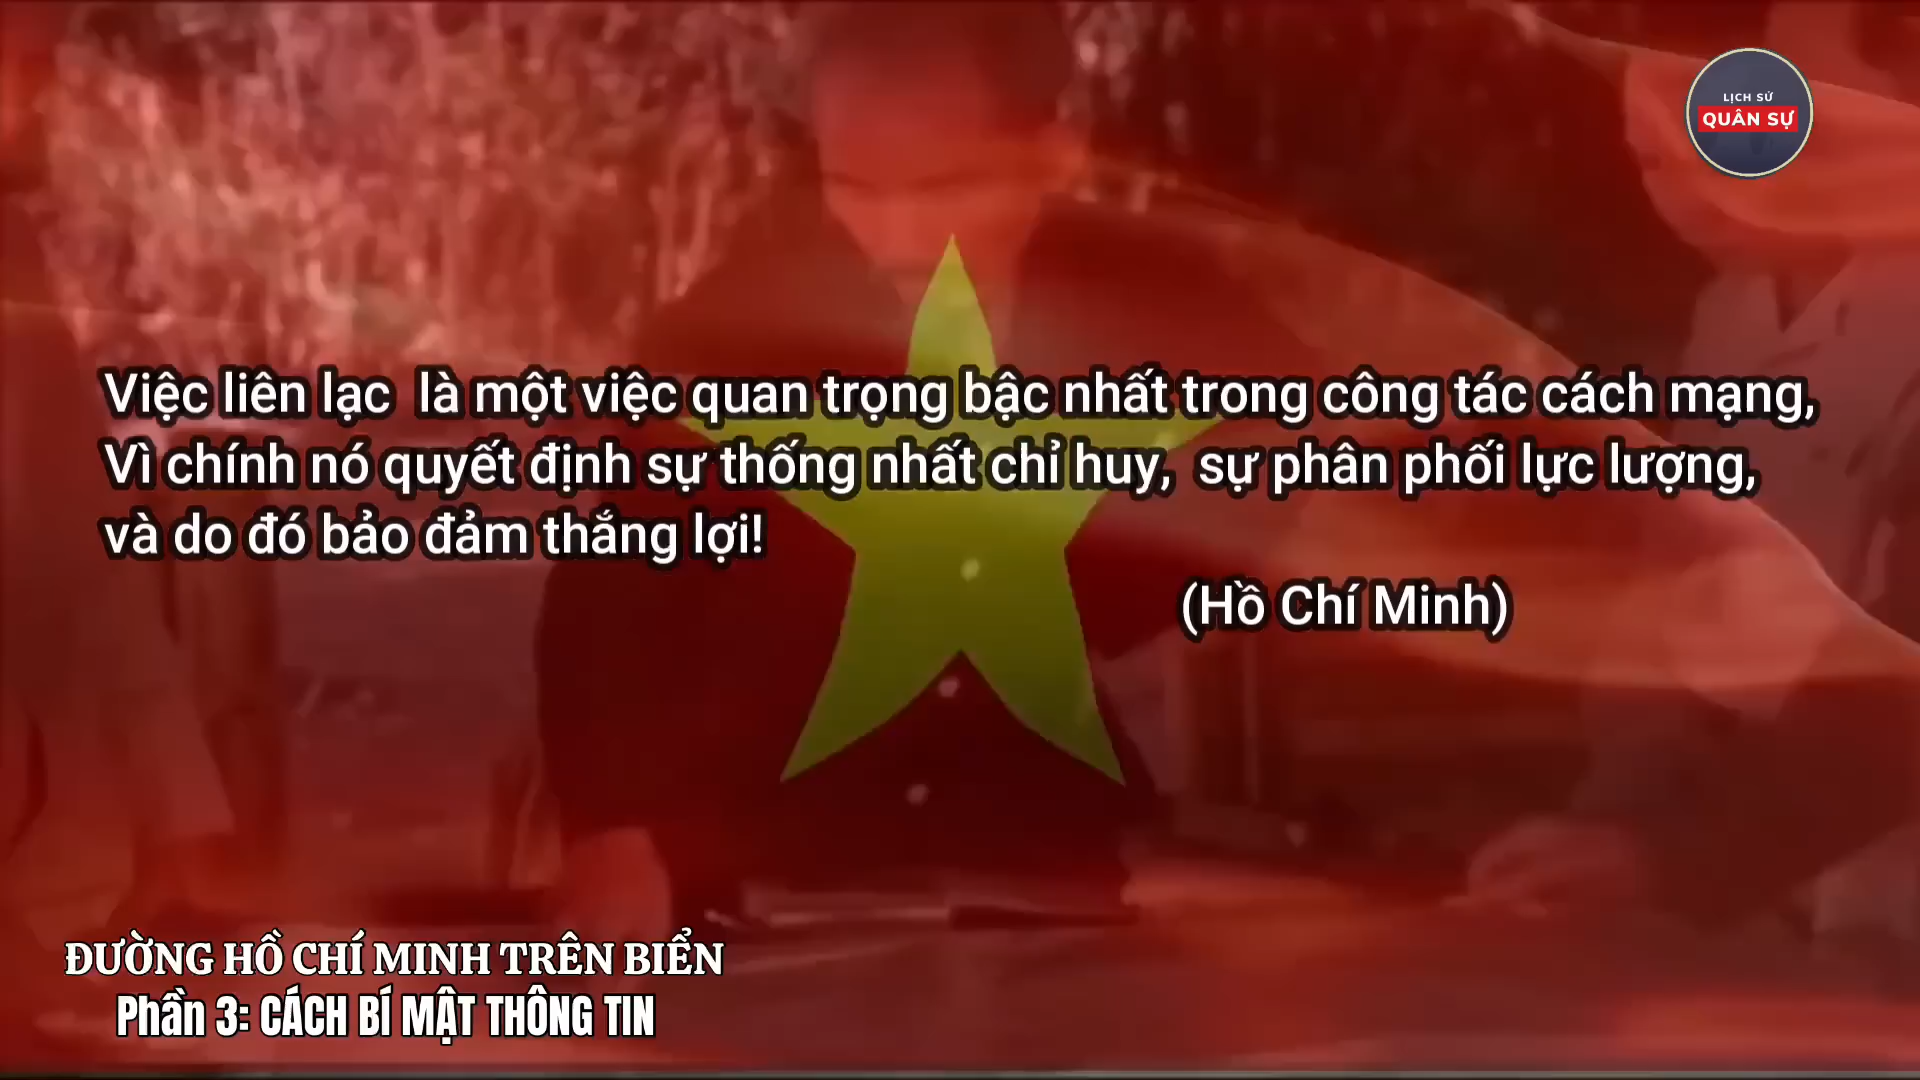 LỊCH SỬ
QUÂN SỰ
Việc liên lạc là một việc quan trọng bậc nhất trong công tác cách mạng,
Vì chính nó quyết định sự thống nhất chỉ huy, sự phân phối lực lượng,
và do đó bảo đảm thắng lợi!
(Hồ Chí Minh)
ĐƯỜNG HỒ CHÍ MINH TRÊN BIỂN
Phần 3: CÁCH BÍ MẬT THÔNG TIN